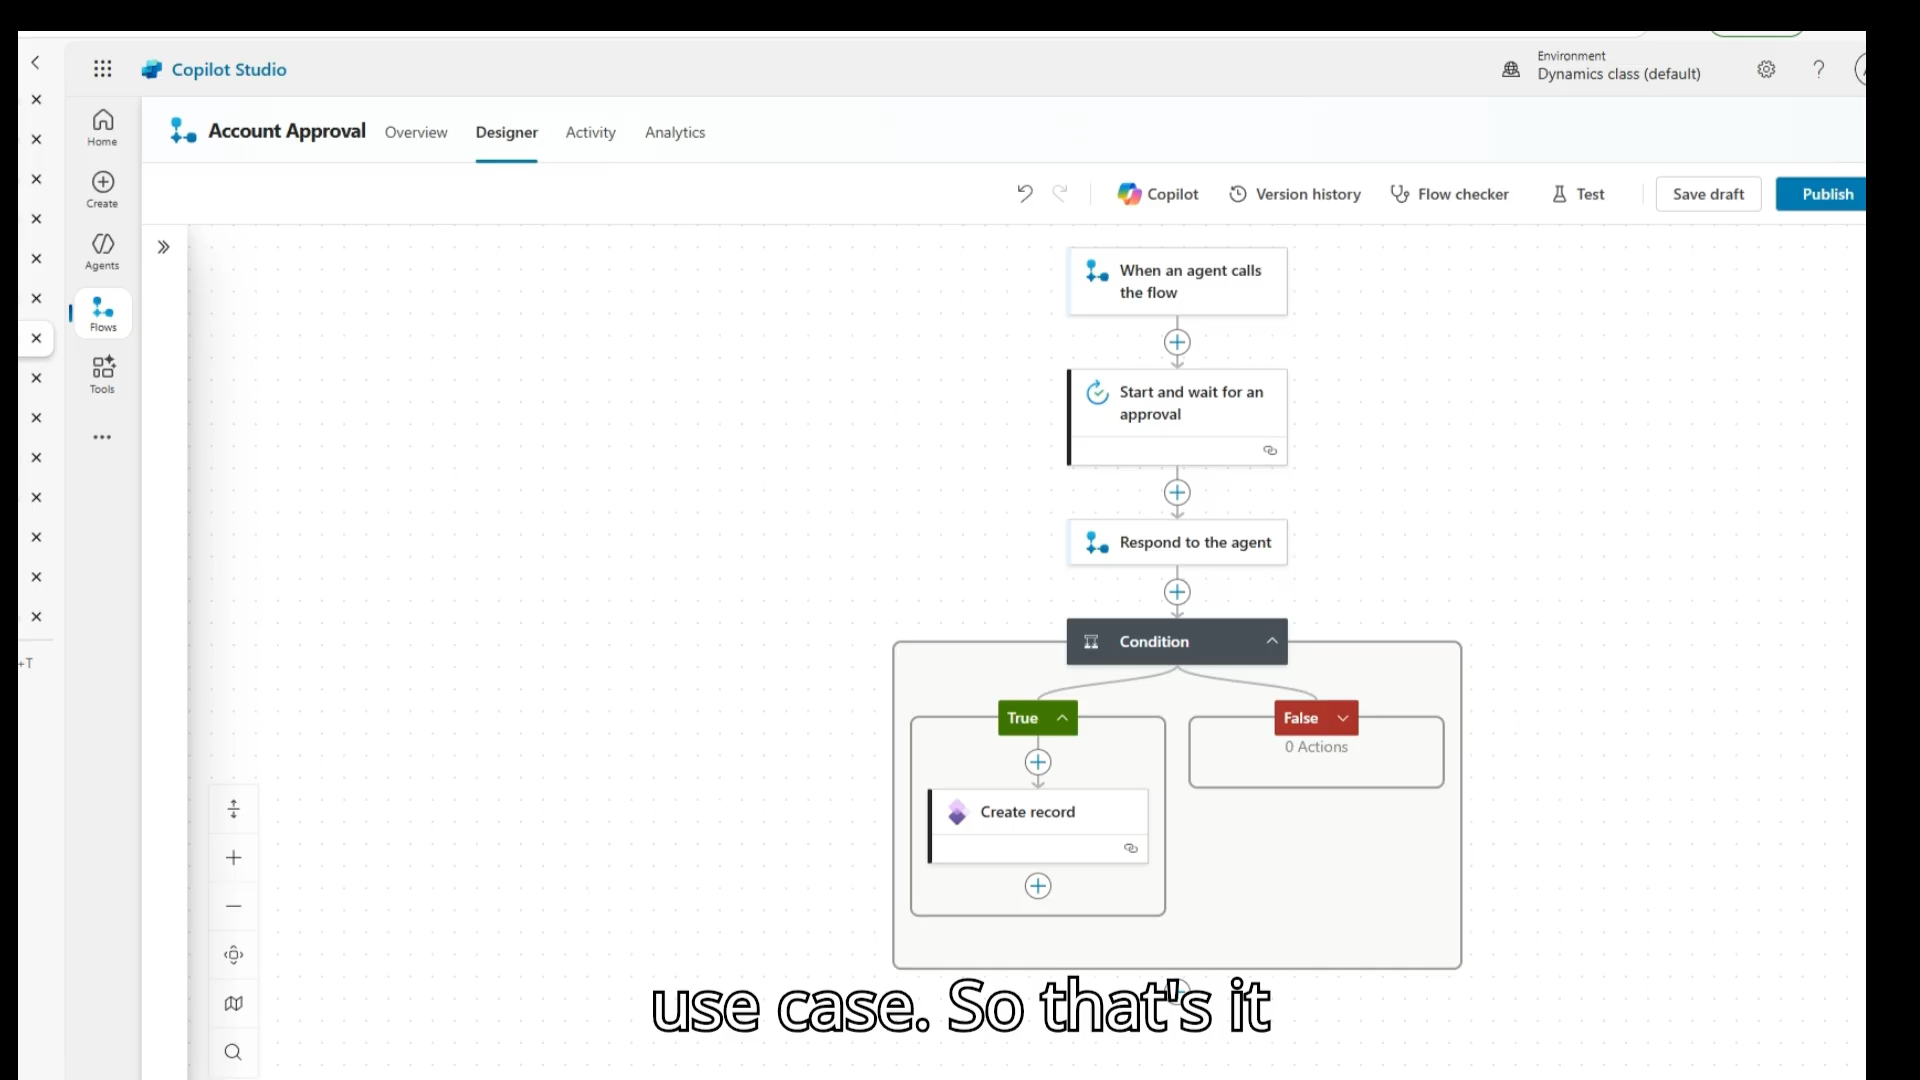 Copilot Studio
Environment
Dynamics class (default)
Home
Create
Agents
Flows
Tools
Account Approval
Overview
Designer
Activity
Analytics
Copilot
Version history
Flow checker
Test
Save draft
Publish
When an agent calls
the flow
Start and wait for an
approval
Respond to the agent
Condition
True
False
0 Actions
Create record
+T
use case. So that's it